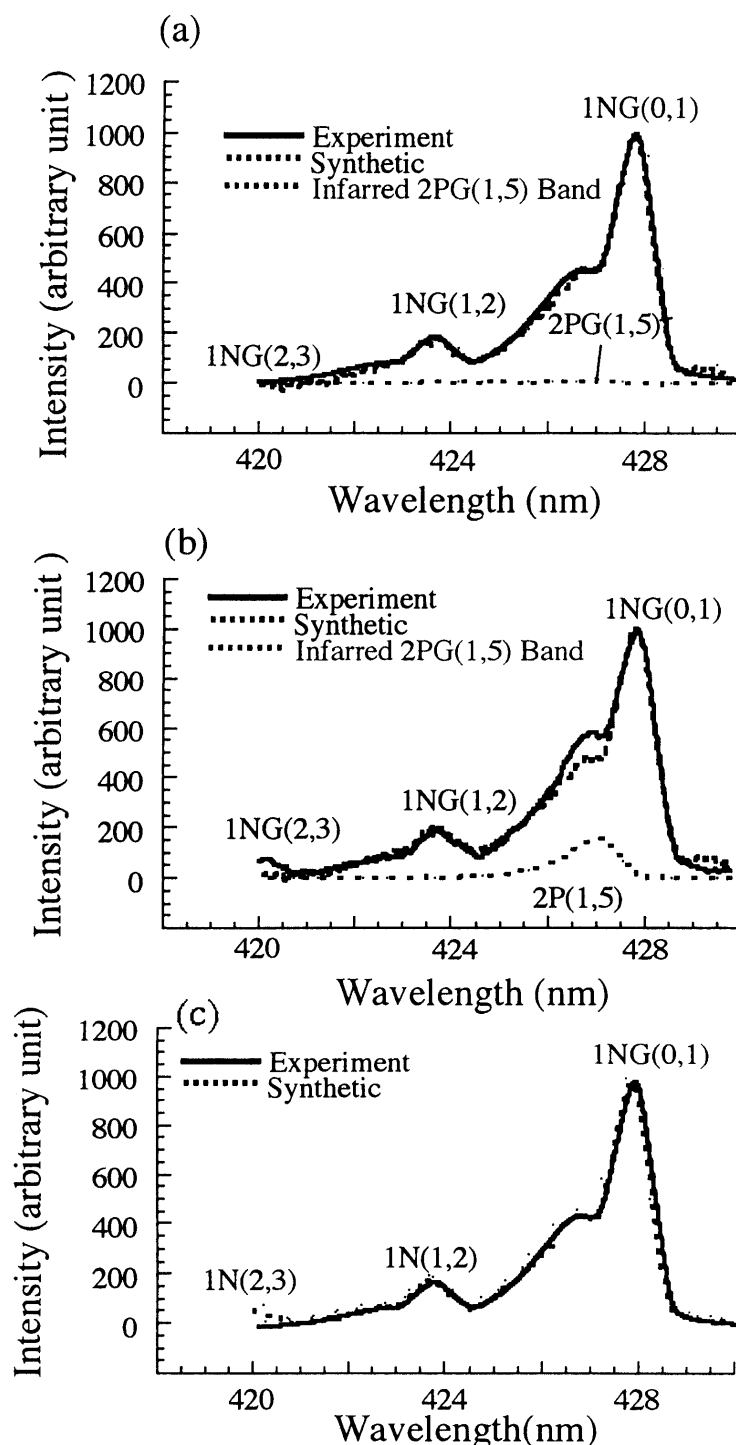 (a)
Intensity (arbitrary unit )
1200
1000
800
600
400
200
0
Experiment
Synthetic
Infarred 2PG(1,5) Band
1NG(0,1)
1NG(1,2)
2PG(1,5)
1NG(2,3)
420
424
428
Wavelength (nm)
(b)
Intensity (arbitrary unit )
1200
1000
800
600
400
200
0
Experiment
Synthetic
Infarred 2PG(1,5) Band
1NG(0,1)
1NG(1,2)
1NG(2,3)
2P(1,5)
420
424
428
Wavelength (nm)
(c)
Intensity (arbitrary unit)
1200
1000
800
600
400
200
0
Experiment
Synthetic
1NG(0,1)
1N(1,2)
1N(2,3)
420
424
428
Wavelength(nm)